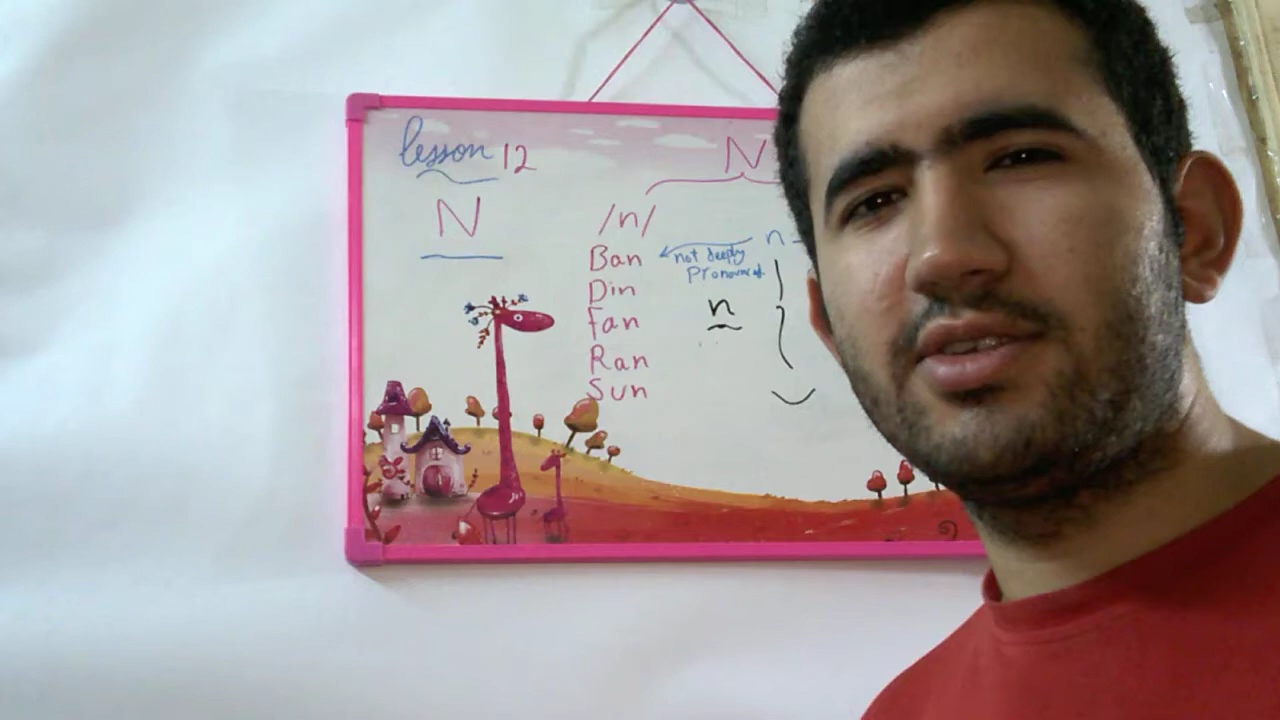 lesson 12
N
N
/n/
n
Ban
not deeply
Pronounced.
Din
n
Fan
Ran
Sun